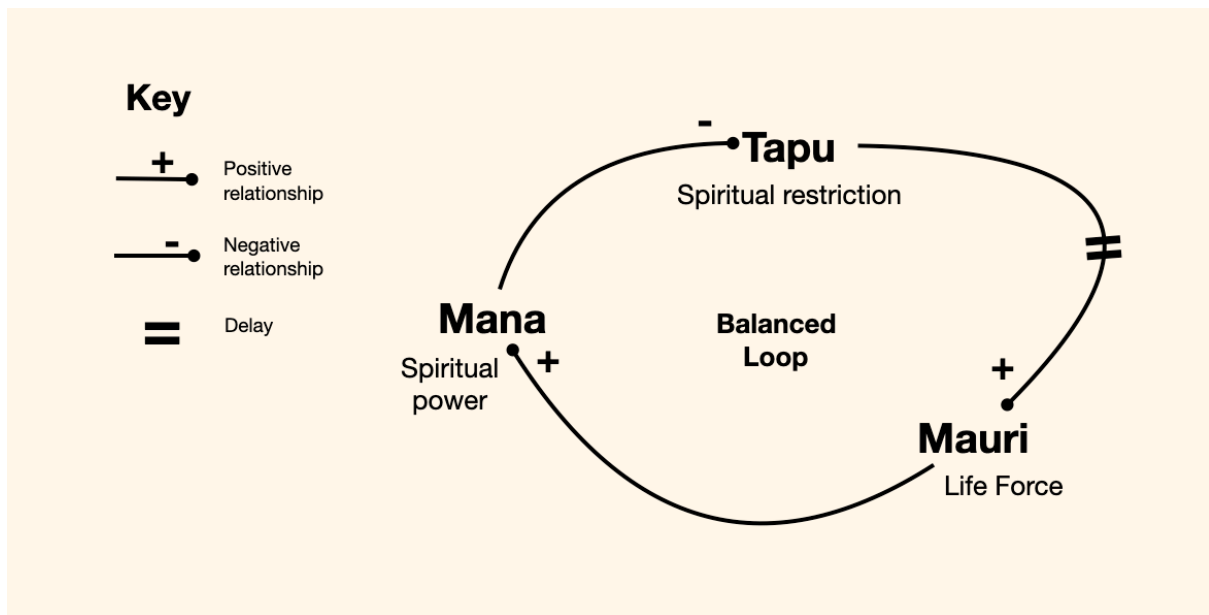 Key
+
Positive
relationship
-
Negative
relationship
=
Delay
-
Tapu
Spiritual restriction
=
Mana
Spiritual
power
+
Balanced
Loop
+
Mauri
Life Force